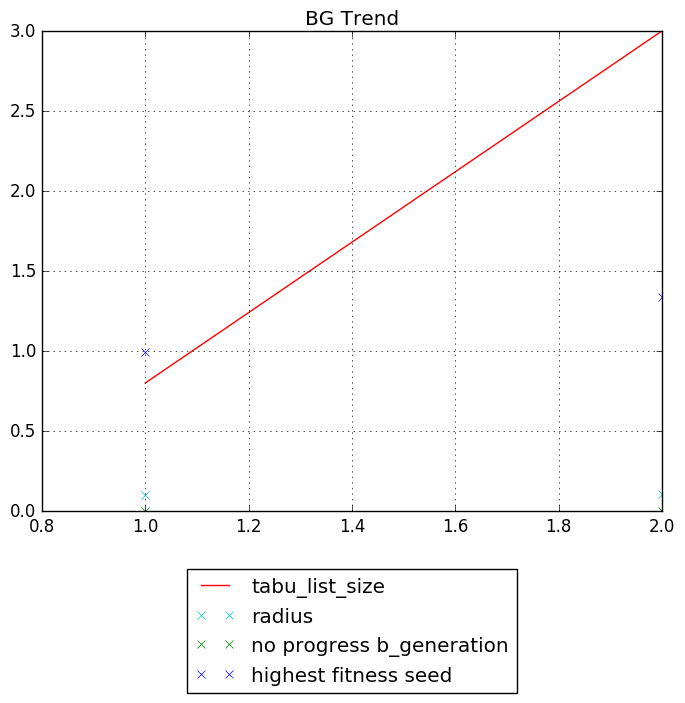 BG Trend
3.0
2.5
2.0
1.5
1.0
0.5
0.0
0.8 1.0 1.2 1.4 1.6 1.8 2.0
tabu_list_size
radius
no progress b_generation
highest fitness seed